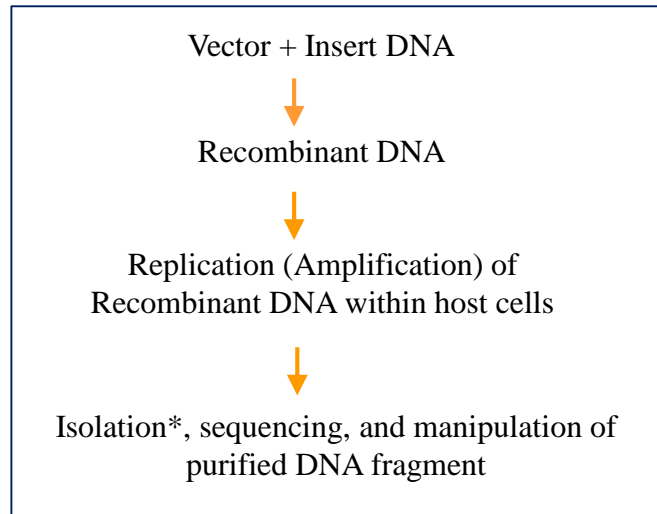 Vector + Insert DNA
Recombinant DNA
Replication (Amplification) of
Recombinant DNA within host cells
Isolation*, sequencing, and manipulation of
purified DNA fragment